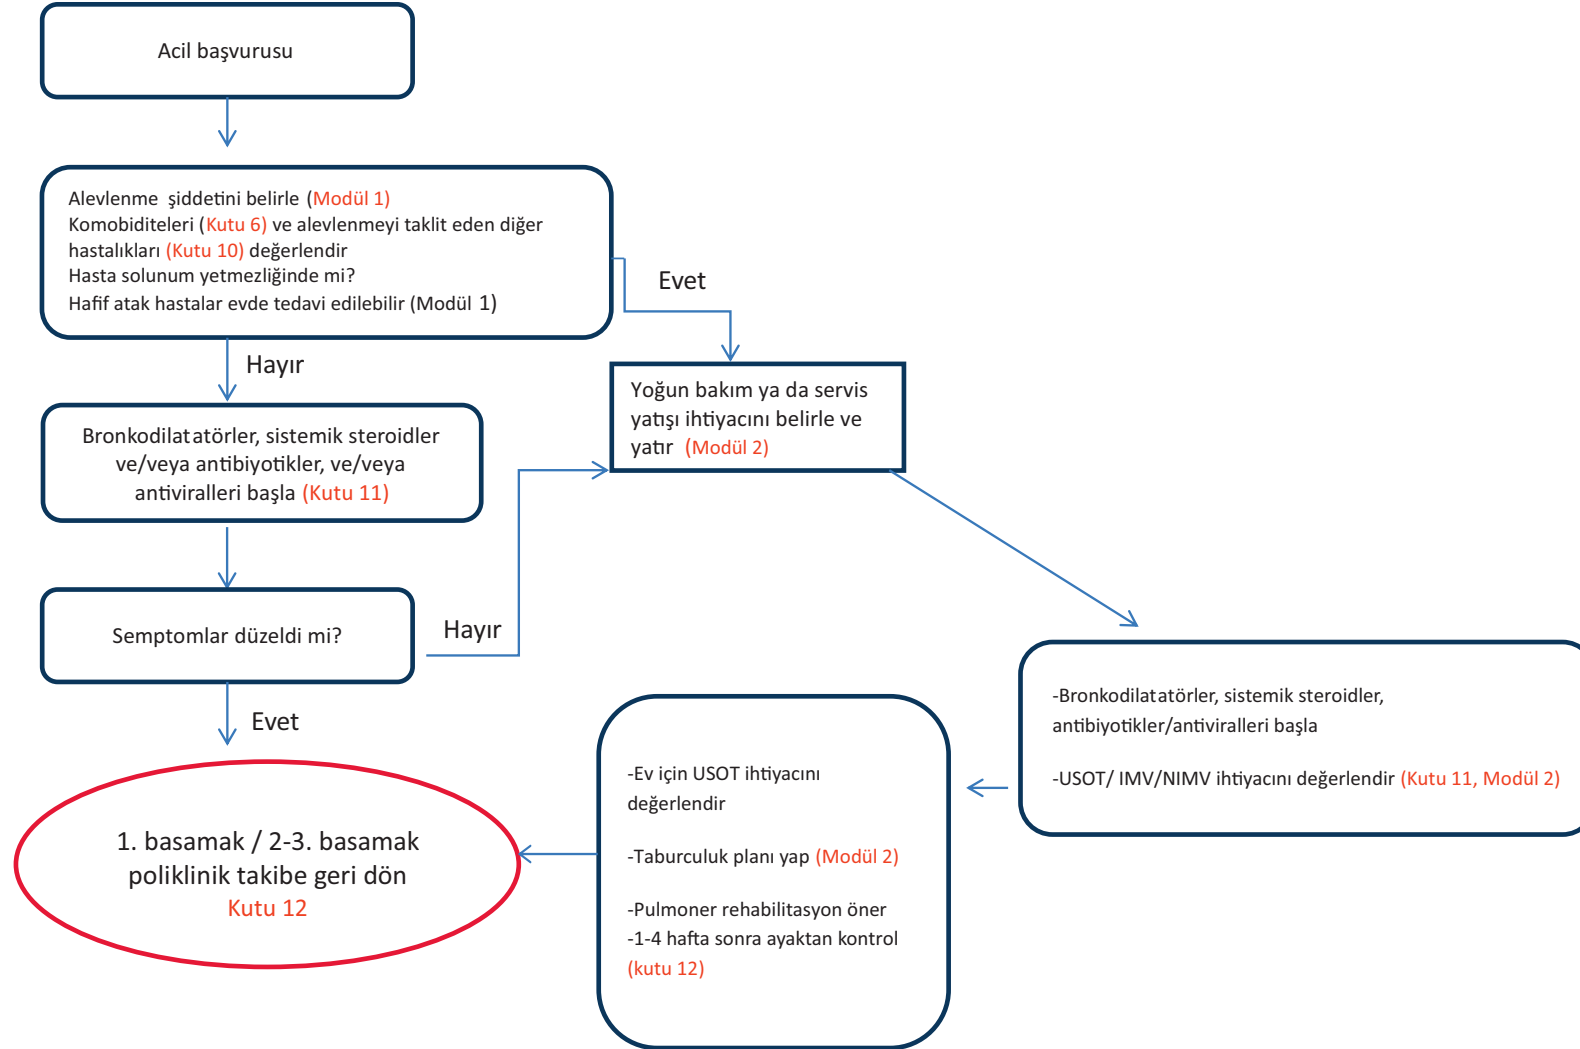 Acil başvurusu
Alevlenme şiddetini belirle (Modül 1)
Komobiditeleri (Kutu 6) ve alevlenmeyi taklit eden diğer
hastalıkları (Kutu 10) değerlendir
Hasta solunum yetmezliğinde mi?
Hafif atak hastalar evde tedavi edilebilir (Modül 1)
Evet
Hayır
Yoğun bakım ya da servis
yatışı ihtiyacını belirle ve
yatır (Modül 2)
Bronkodilatatörler, sistemik steroidler
ve/veya antibiyotikler, ve/veya
antiviralleri başla (Kutu 11)
Semptomlar düzeldi mi?
Hayır
Evet
-Bronkodilatatörler, sistemik steroidler,
antibiyotikler/antiviralleri başla
-USOT/ IMV/NIMV ihtiyacını değerlendir (Kutu 11, Modül 2)
-Ev için USOT ihtiyacını
değerlendir
-Taburculuk planı yap (Modül 2)
-Pulmoner rehabilitasyon öner
-1-4 hafta sonra ayaktan kontrol
(kutu 12)
1. basamak / 2-3. basamak
poliklinik takibe geri dön
Kutu 12